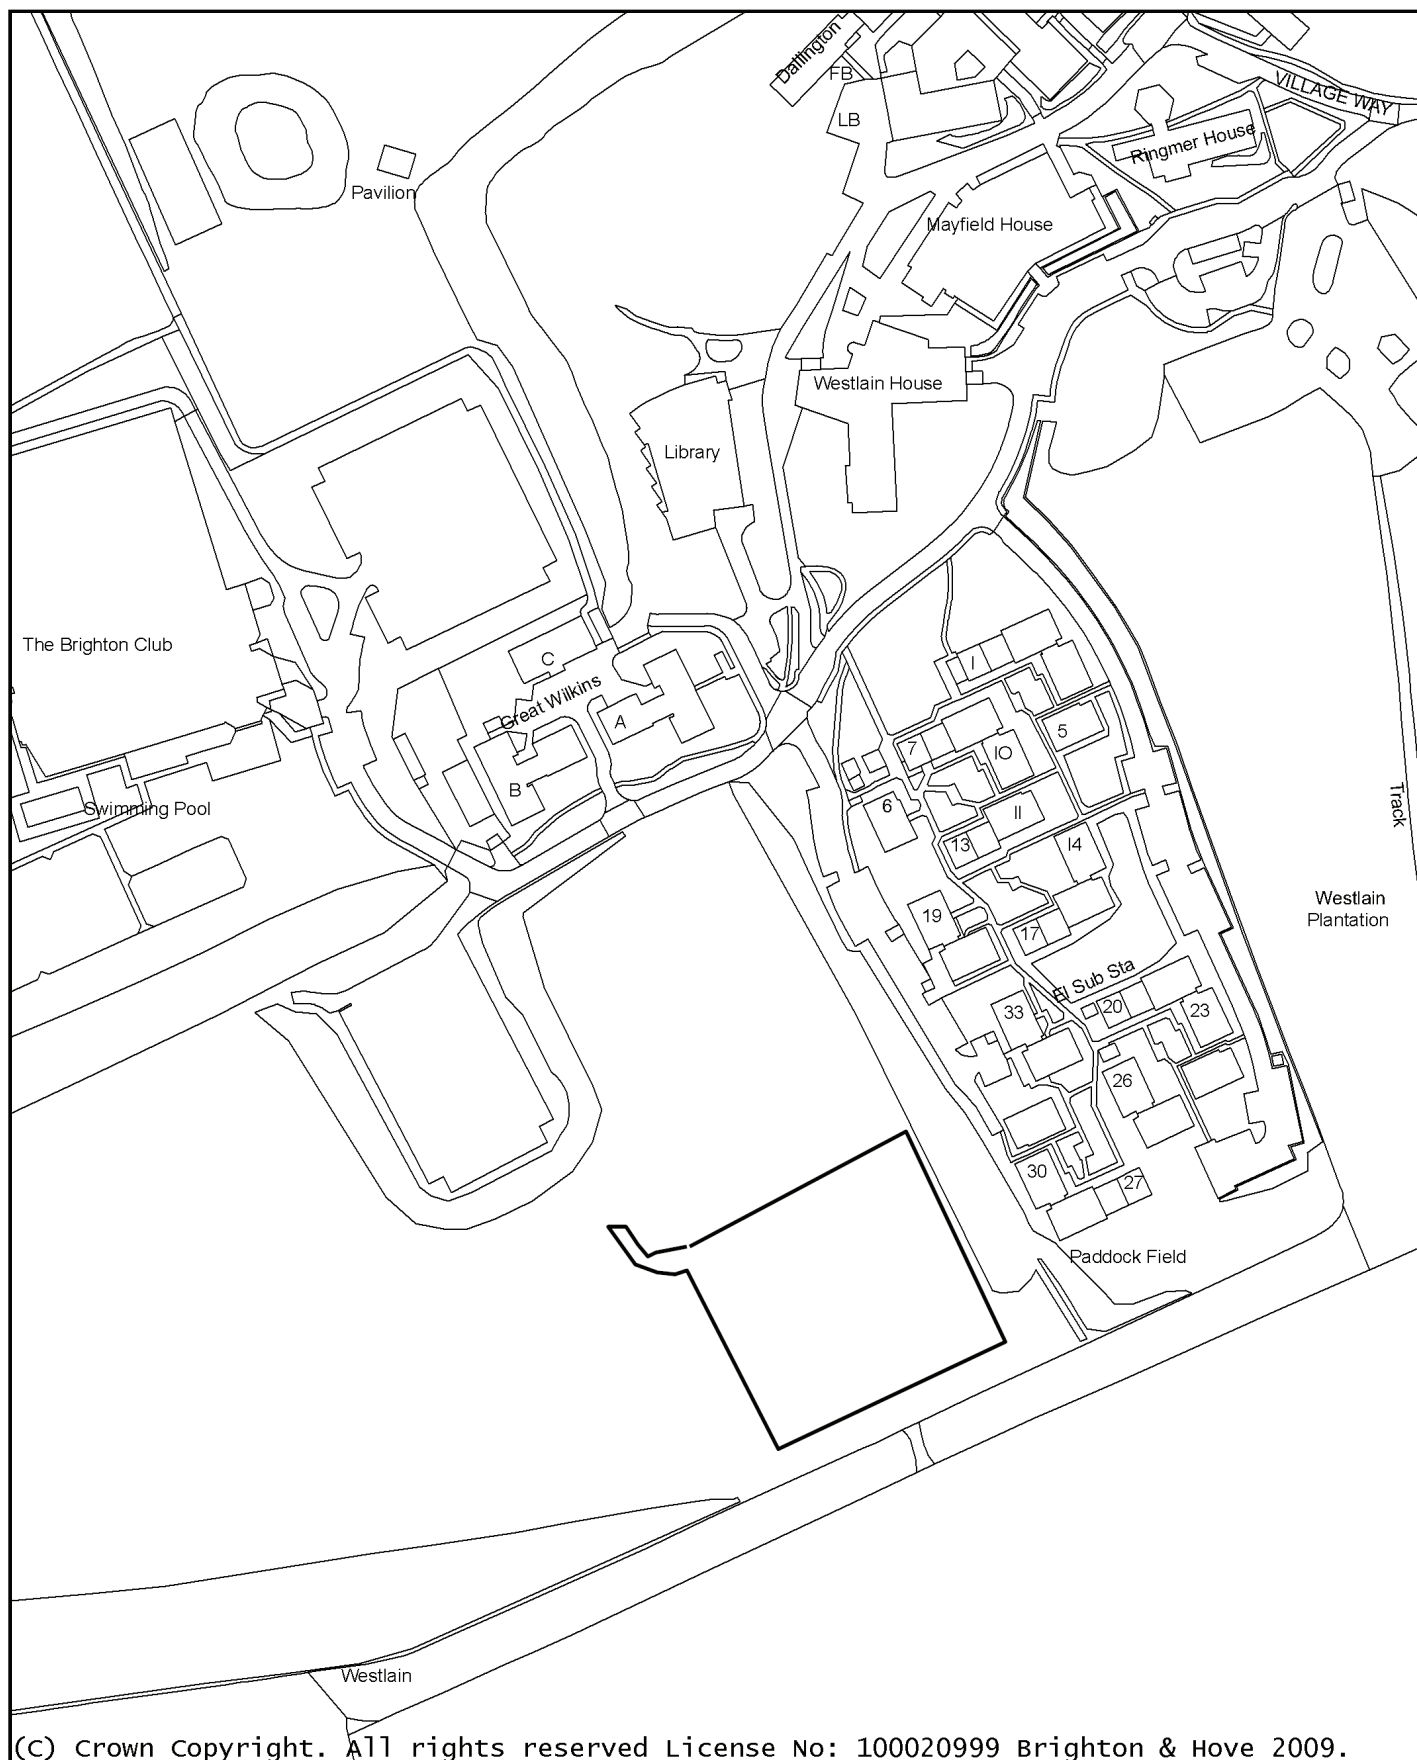 Dallington
FB
VILLAGE WAY
LB
Ringmer House
Pavilion
Mayfield House
Westlain House
Library
The Brighton Club
C
I
Great Wilkins
A
5
7
IO
Track
B
Swimming Pool
6
II
13
I4
Westlain
Plantation
19
17
El Sub Sta
33
20
23
26
30
27
Paddock Field
Westlain
(C) Crown Copyright. All rights reserved License No: 100020999 Brighton & Hove 2009.